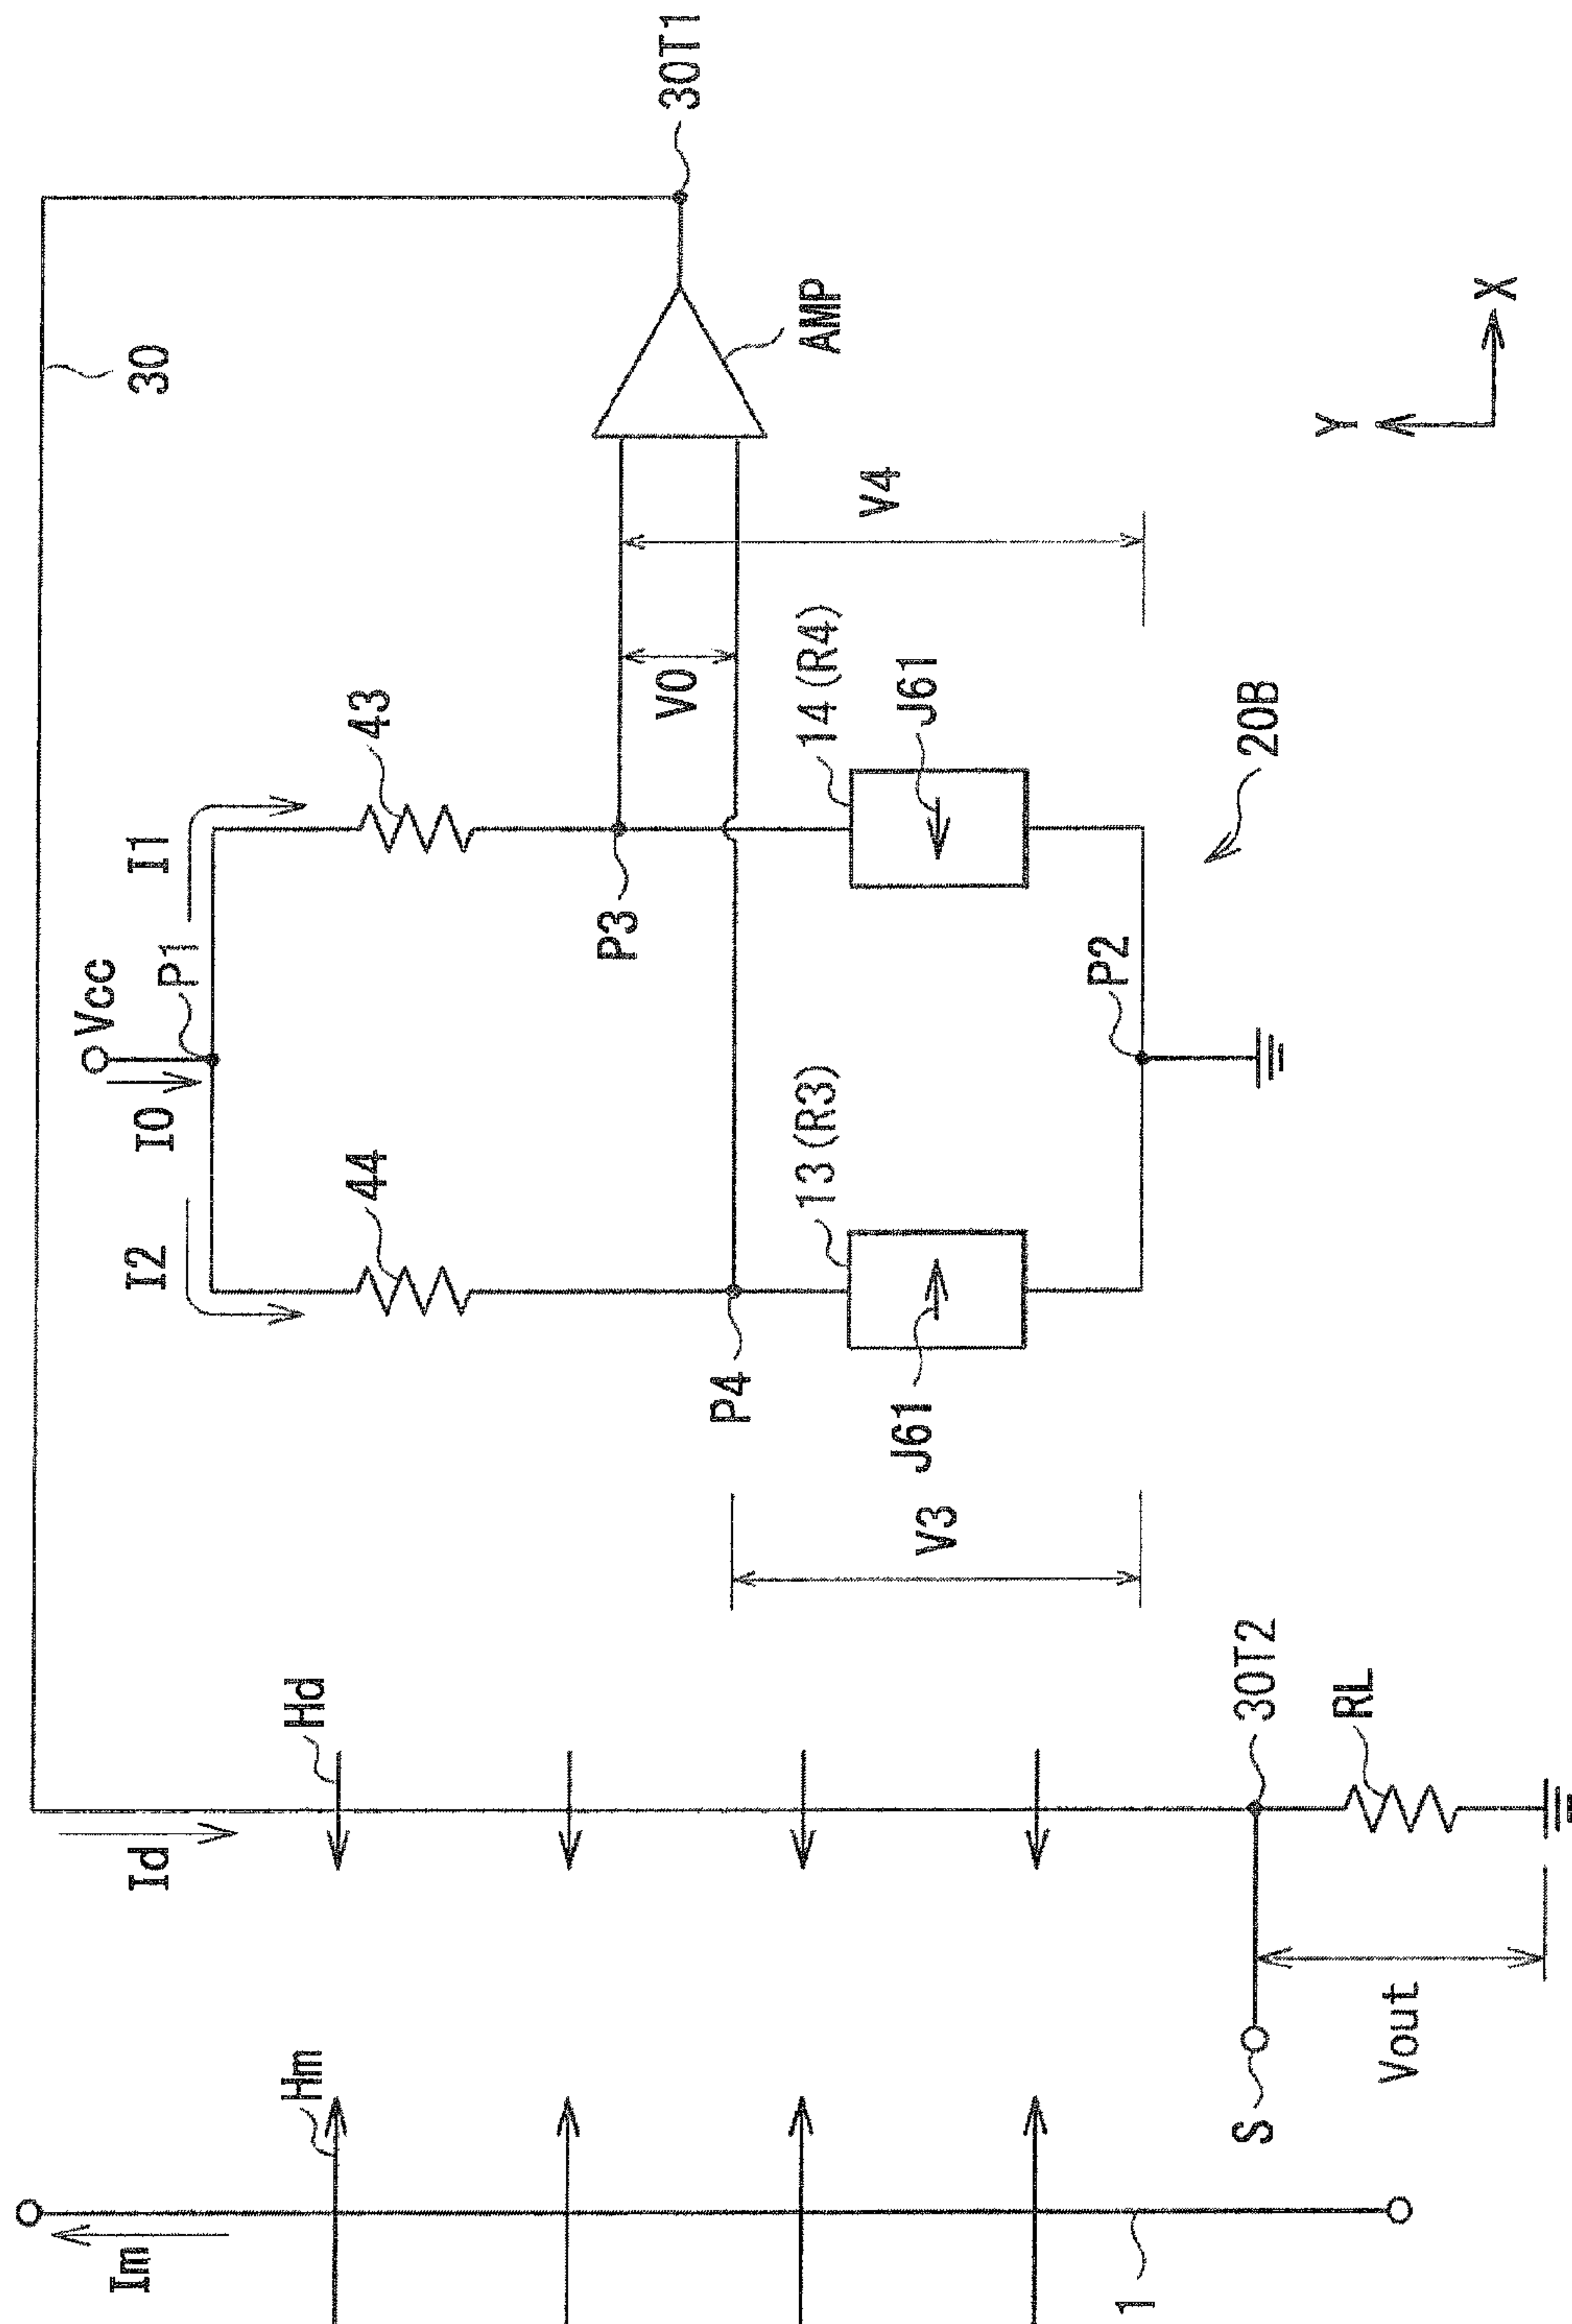 30
30T1
Vcc
P1
I0
I1
I2
43
44
P3
P4
V0
V4
AMP
14(R4)
J61
13(R3)
J61
P2
20B
V3
Y
X
Hd
Id
30T2
RL
Vout
S
Hm
Im
1